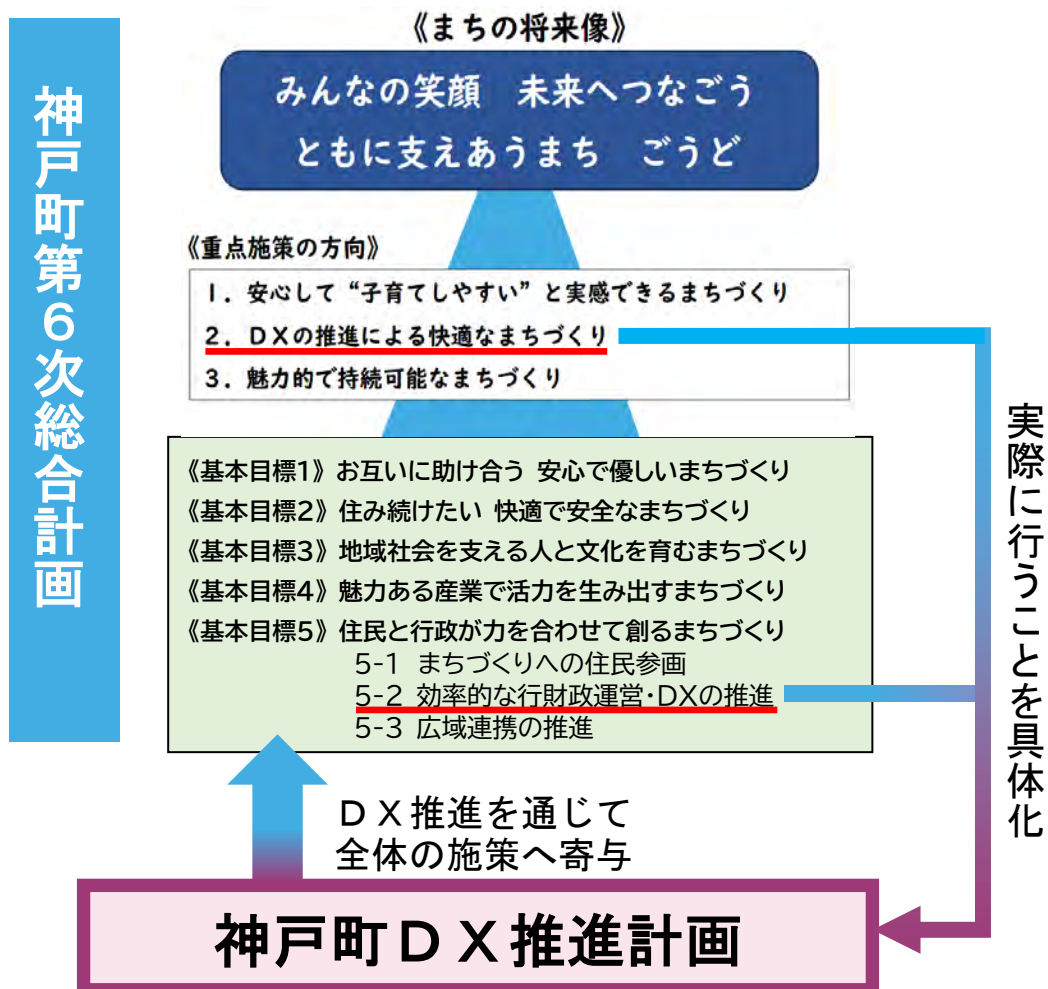 神戸町第6次総合計画
《まちの将来像》
みんなの笑顔 未来へつなごう
ともに支えあうまち ごうど
《重点施策の方向》
1．安心して“子育てしやすい”と実感できるまちづくり
2．DXの推進による快適なまちづくり
3．魅力的で持続可能なまちづくり
《基本目標1》 お互いに助け合う 安心で優しいまちづくり
《基本目標2》 住み続けたい 快適で安全なまちづくり
《基本目標3》 地域社会を支える人と文化を育むまちづくり
《基本目標4》 魅力ある産業で活力を生み出すまちづくり
《基本目標5》 住民と行政が力を合わせて創るまちづくり
5-1 まちづくりへの住民参画
5-2 効率的な行財政運営・DXの推進
5-3 広域連携の推進
実際に行うことを具体化
ＤＸ推進を通じて
全体の施策へ寄与
神戸町ＤＸ推進計画